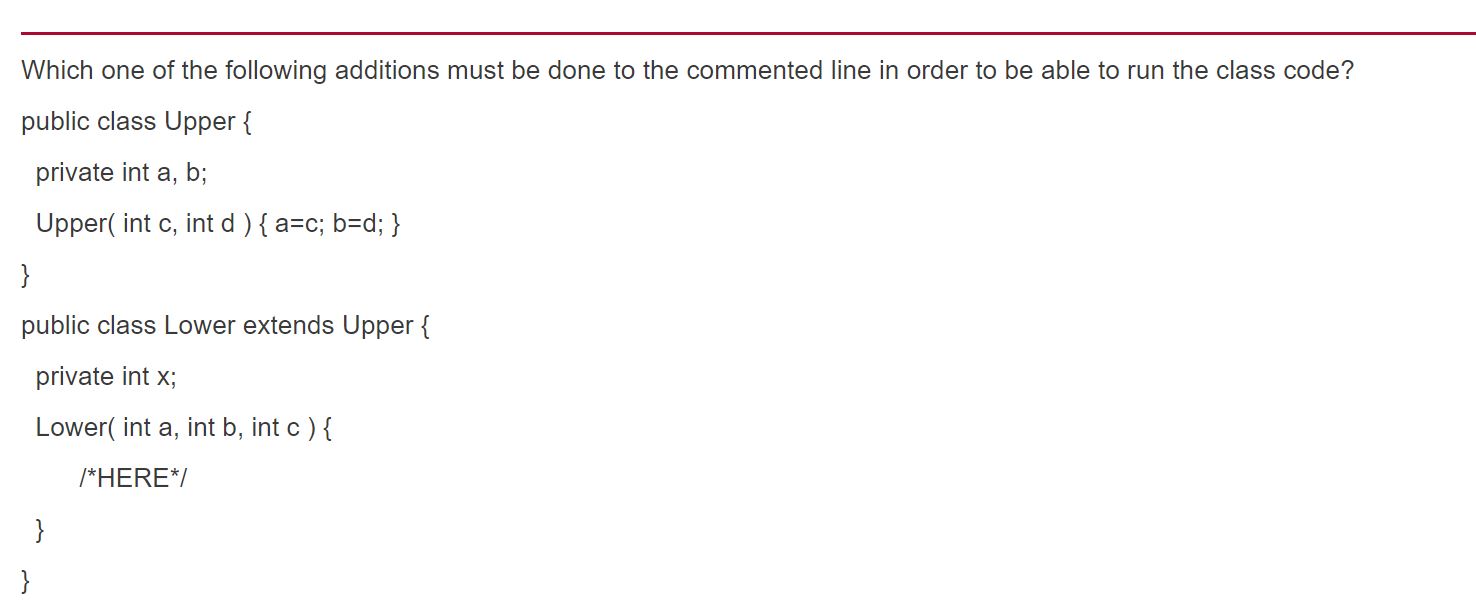 Which one of the following additions must be done to the commented line in order to be able to run the class code?
public class Upper {
private int a, b;
Upper( int c, int d ) { a=c; b=d; }
}
public class Lower extends Upper {
private int x;
Lower( int a, int b, int c ) {
/*HERE*/
}
}